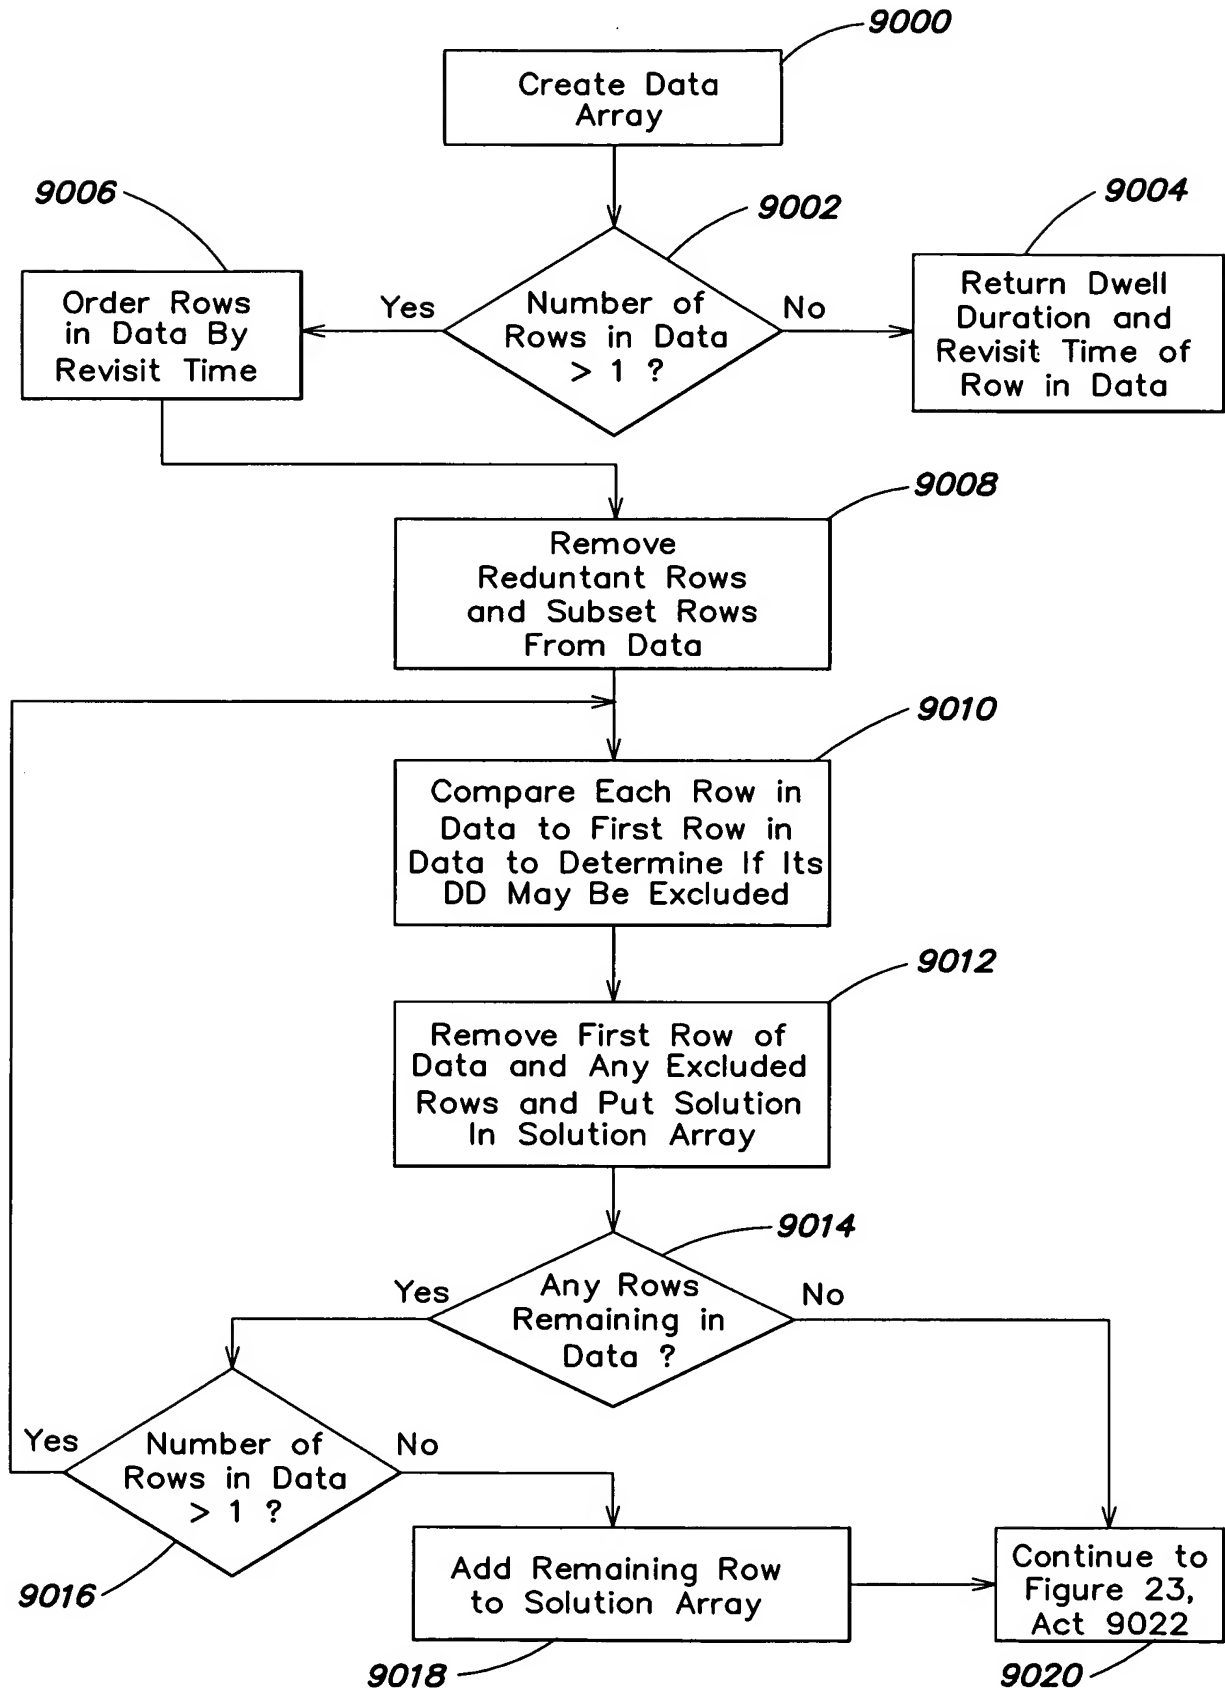 9000
Create Data
Array
9006
9002
9004
Order Rows
in Data By
Revisit Time
Yes
Number of
Rows in Data
> 1 ?
No
Return Dwell
Duration and
Revisit Time of
Row in Data
9008
Remove
Reduntant Rows
and Subset Rows
From Data
9010
Compare Each Row in
Data to First Row in
Data to Determine If Its
DD May Be Excluded
9012
Remove First Row of
Data and Any Excluded
Rows and Put Solution
In Solution Array
9014
Yes
Any Rows
Remaining in
Data ?
No
Yes
Number of
Rows in Data
> 1 ?
No
9016
Add Remaining Row
to Solution Array
9018
Continue to
Figure 23,
Act 9022
9020